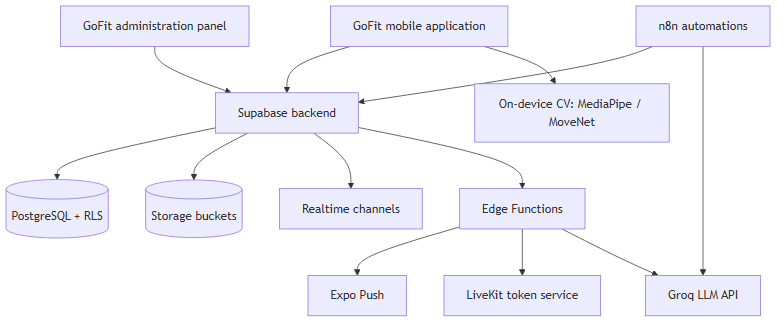 GoFit administration panel
GoFit mobile application
n8n automations
Supabase backend
On-device CV: MediaPipe /
MoveNet
PostgreSQL + RLS
Storage buckets
Realtime channels
Edge Functions
Expo Push
LiveKit token service
Groq LLM API